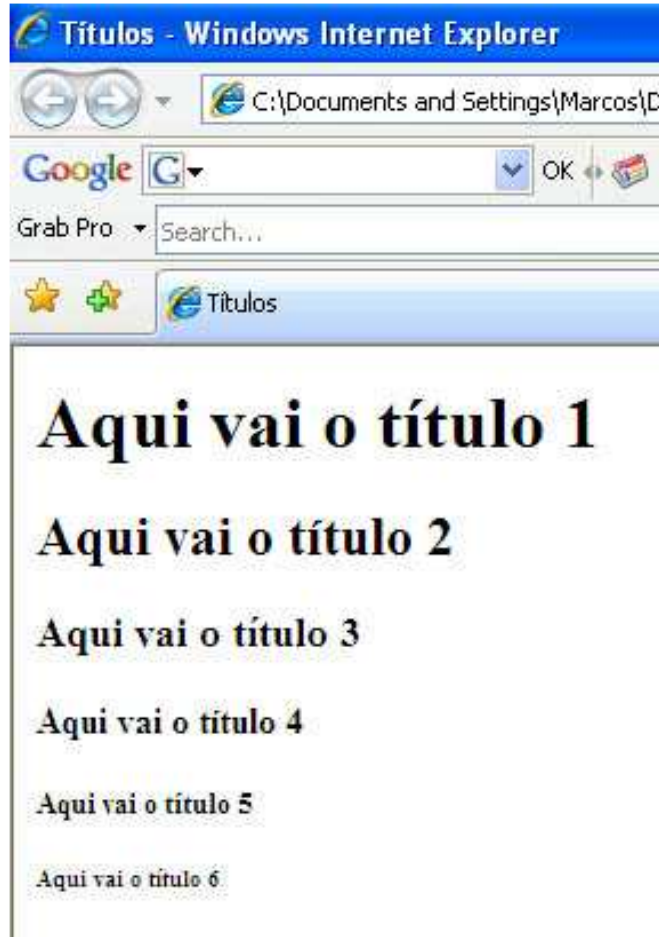 Títulos - Windows Internet Explorer
C:\Documents and Settings\Marcos\D
Google G OK
Grab Pro Search...
Títulos
Aqui vai o título 1
Aqui vai o título 2
Aqui vai o título 3
Aqui vai o título 4
Aqui vai o título 5
Aqui vai o título 6